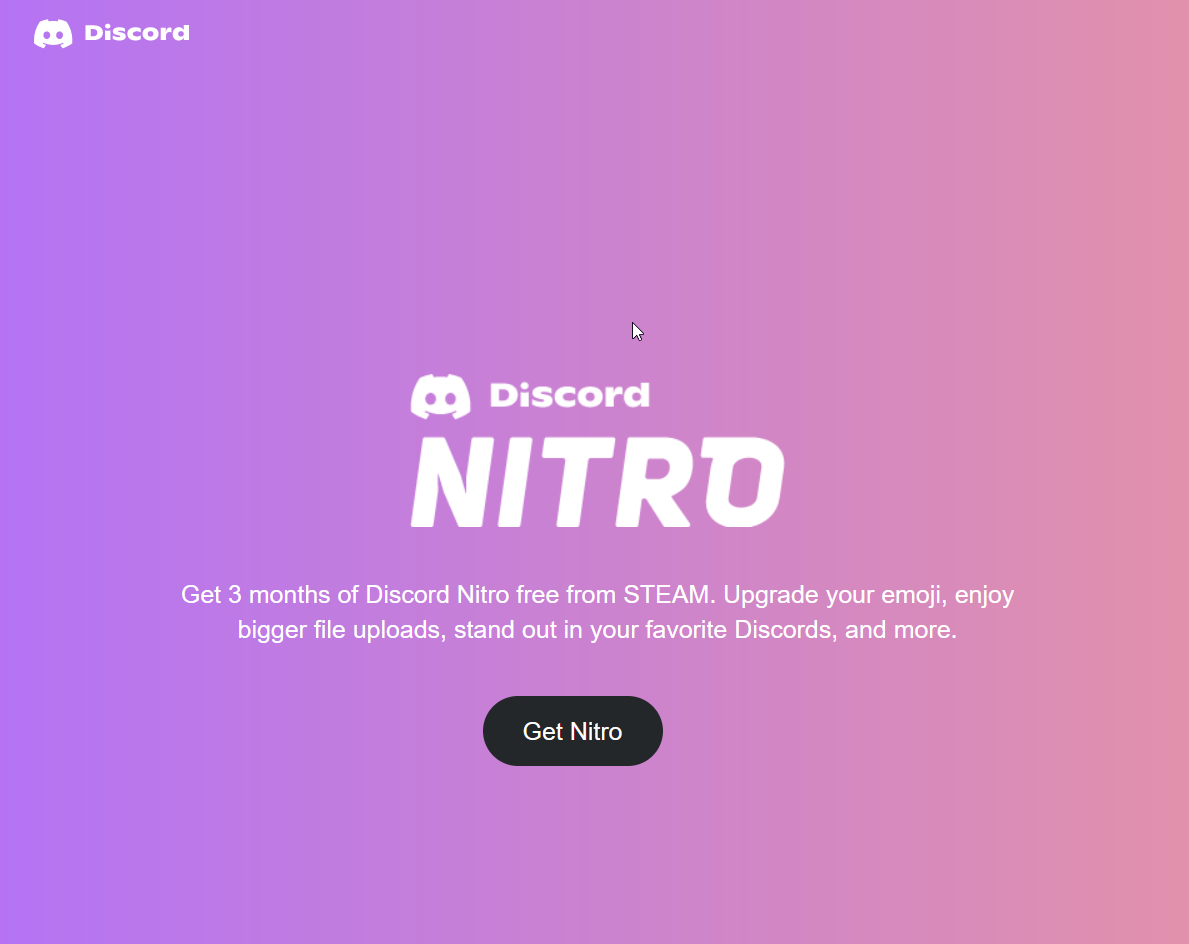 Discord
Discord
NITRO
Get 3 months of Discord Nitro free from STEAM. Upgrade your emoji, enjoy
bigger file uploads, stand out in your favorite Discords, and more.
Get Nitro